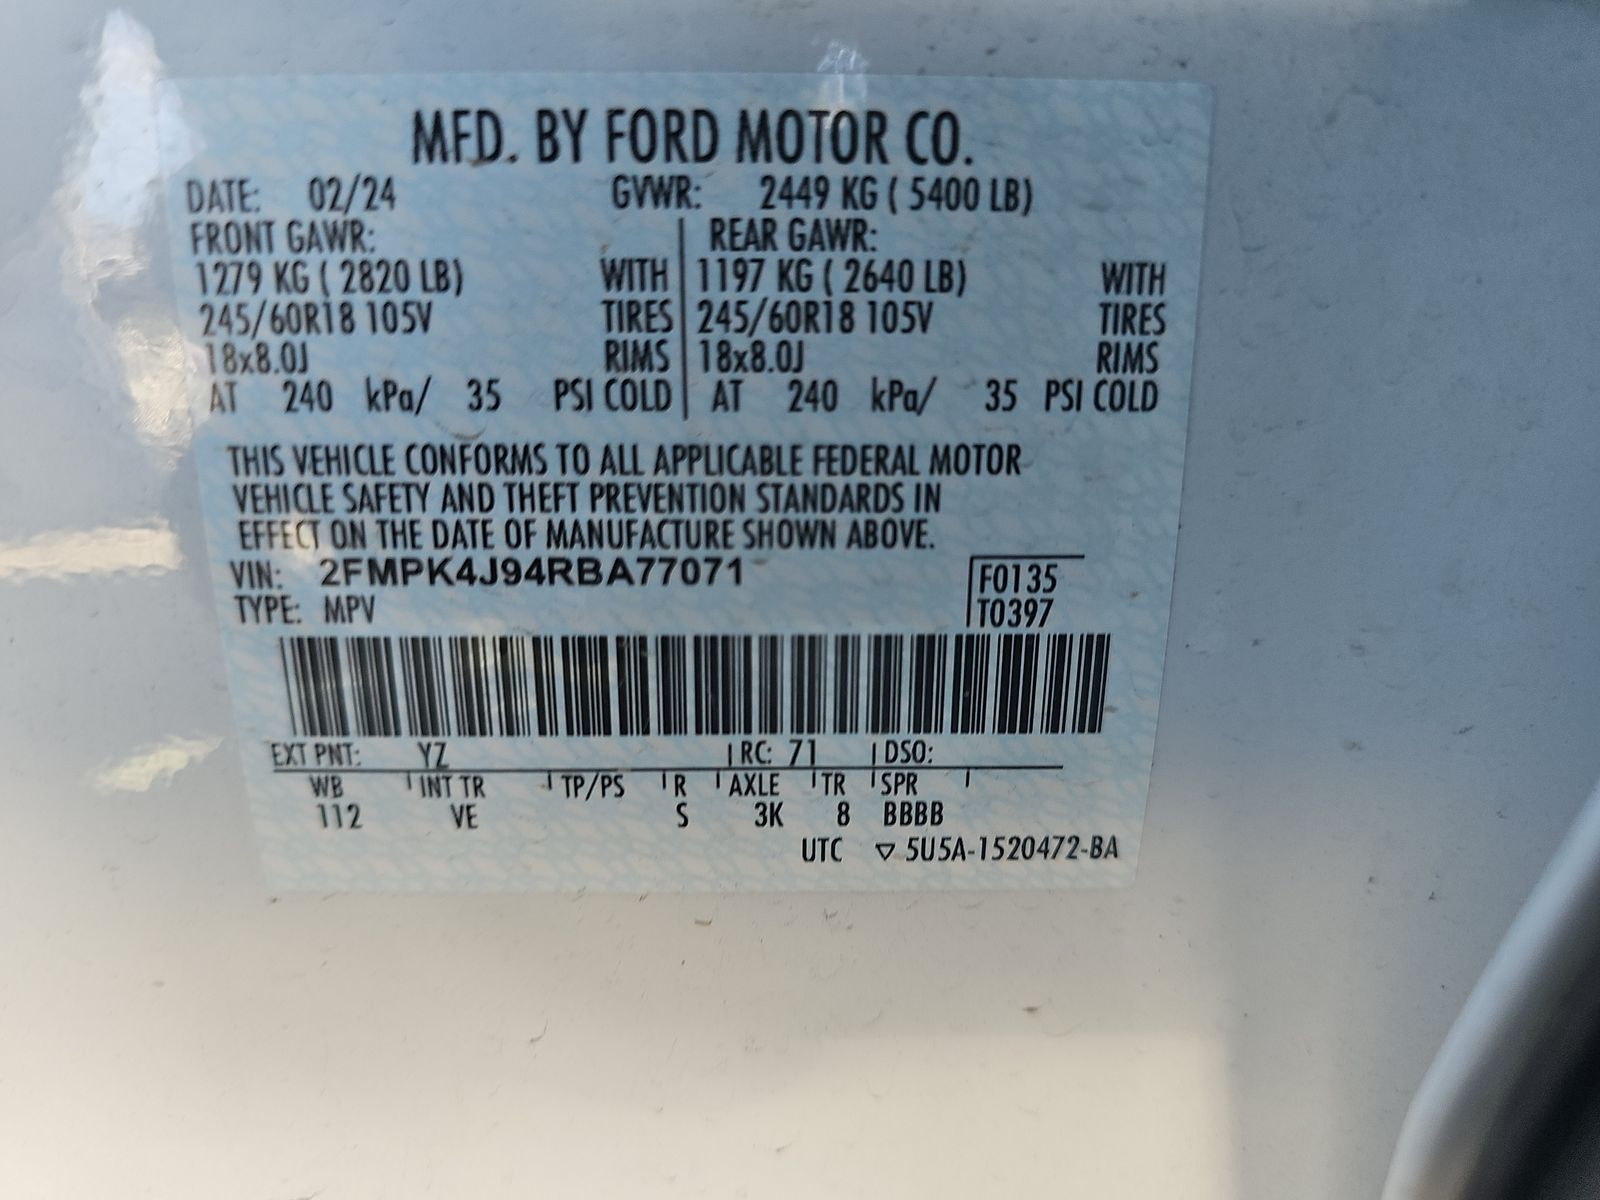 MFD. BY FORD MOTOR CO.
DATE: 02/24 GVWR: 2449 KG ( 5400 LB)
FRONT GAWR: REAR GAWR:
1279 KG ( 2820 LB) WITH 1197 KG ( 2640 LB) WITH
245/60R18 105V TIRES 245/60R18 105V TIRES
18x8.0J RIMS 18x8.0J RIMS
AT 240 kPa/ 35 PSI COLD AT 240 kPa/ 35 PSI COLD
THIS VEHICLE CONFORMS TO ALL APPLICABLE FEDERAL MOTOR
VEHICLE SAFETY AND THEFT PREVENTION STANDARDS IN
EFFECT ON THE DATE OF MANUFACTURE SHOWN ABOVE.
VIN: 2FMPK4J94RBA77071 F0135
TYPE: MPV T0397
EXT PNT: YZ RC: 71 DSO:
WB INT TR TP/PS R AXLE TR SPR
112 VE S 3K 8 BBBB
UTC ▽ 5U5A-1520472-BA